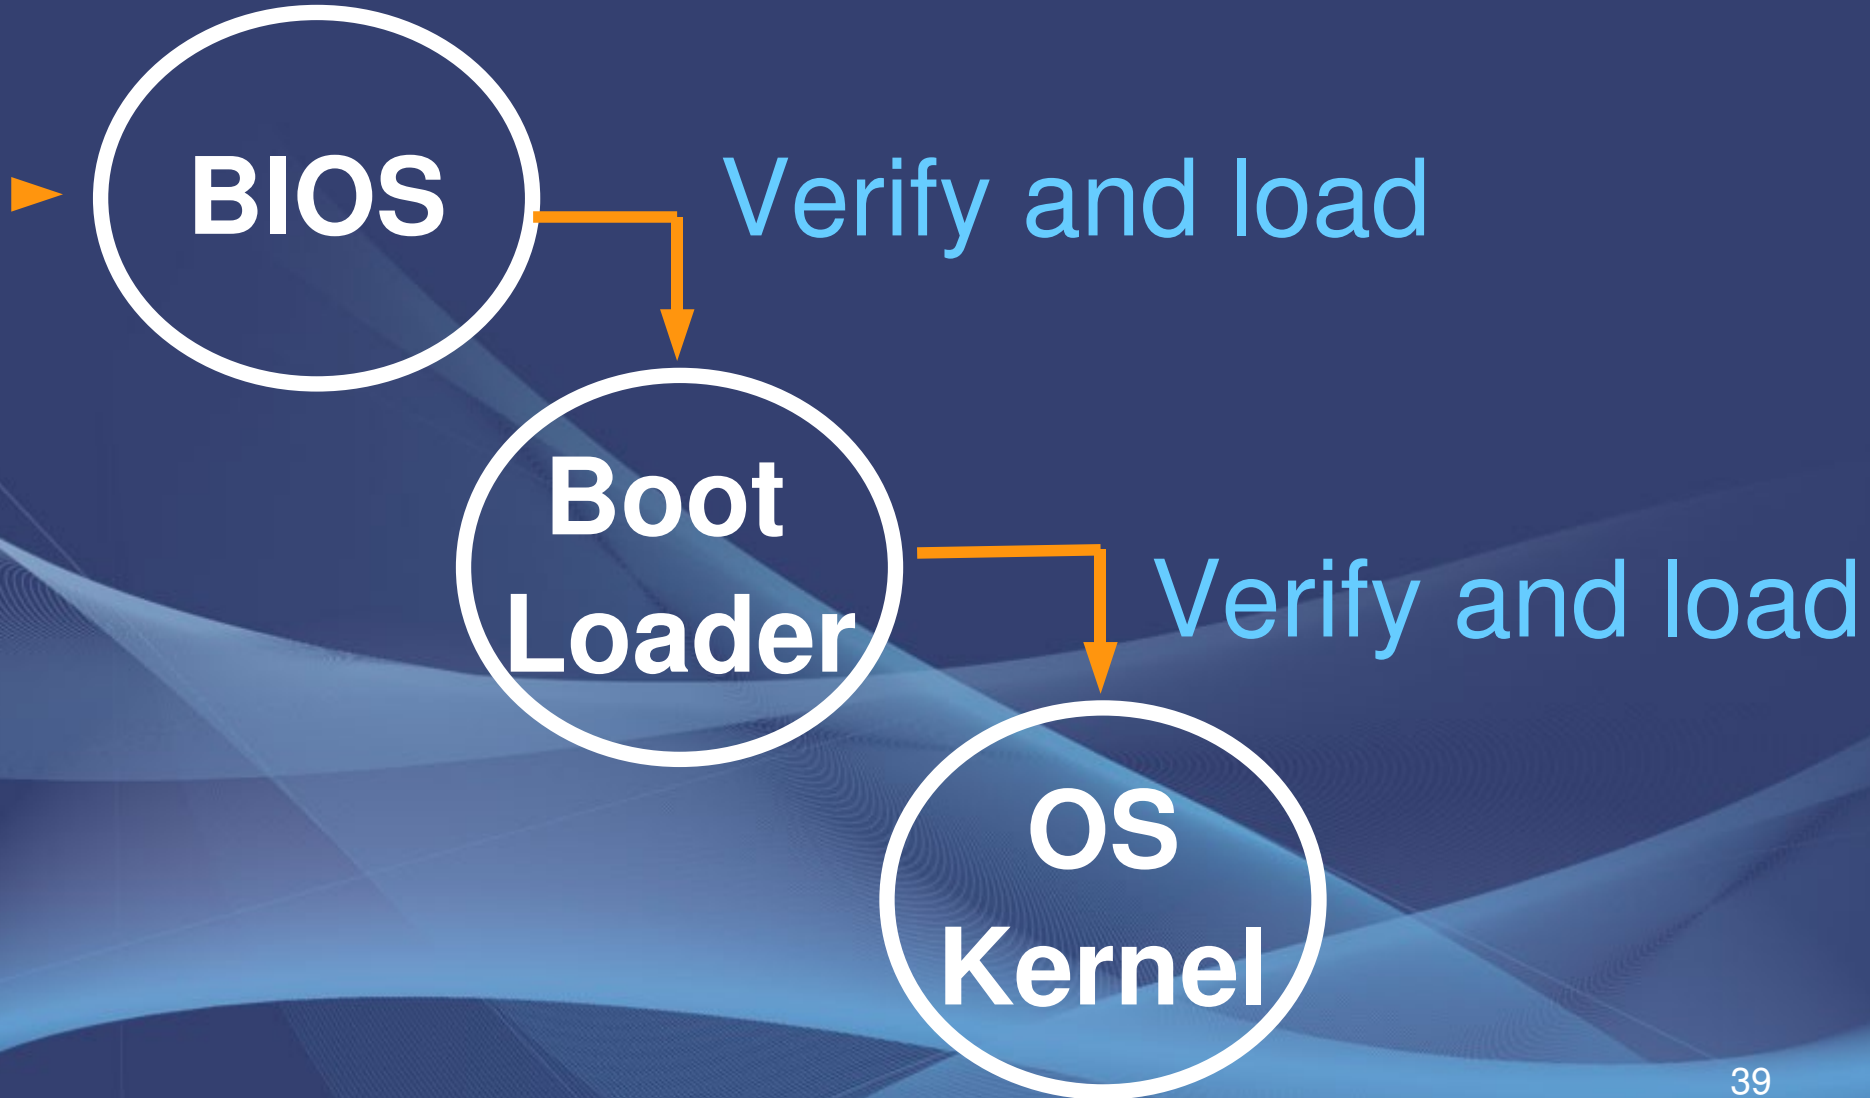 BIOS
Verify and load
Boot
Loader
Verify and load
OS
Kernel
39